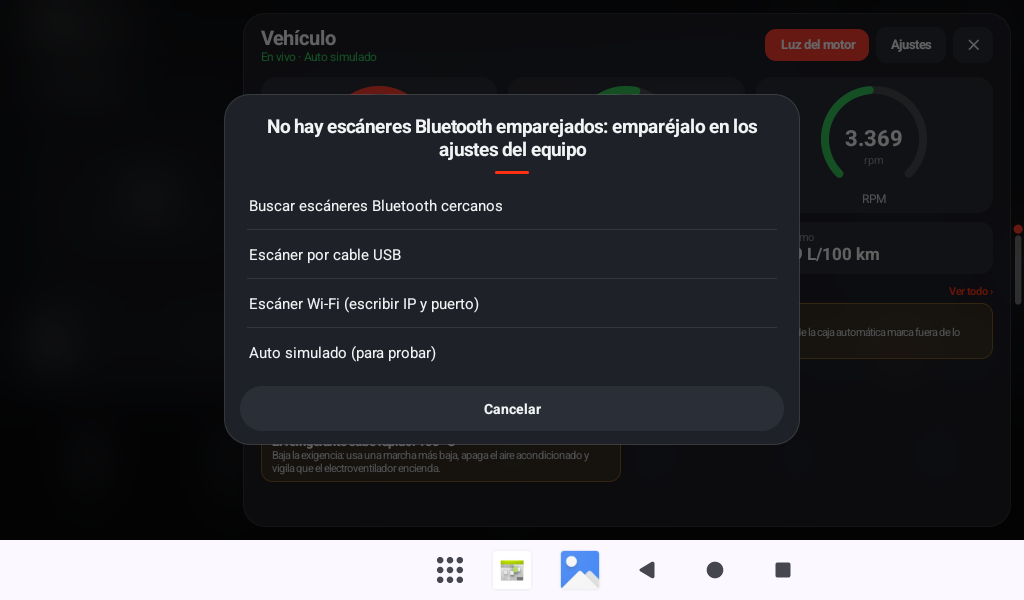 Vehículo
En vivo · Auto simulado
Luz del motor
Ajustes
No hay escáneres Bluetooth emparejados: emparéjalo en los
ajustes del equipo
3.369
rpm
RPM
Buscar escáneres Bluetooth cercanos
Escáner por cable USB
L/100 km
Escáner Wi-Fi (escribir IP y puerto)
Ver todo ›
la caja automática marca fuera de lo
Auto simulado (para probar)
Cancelar
Baja la exigencia: usa una marcha más baja, apaga el aire acondicionado y
vigila que el electroventilador encienda.